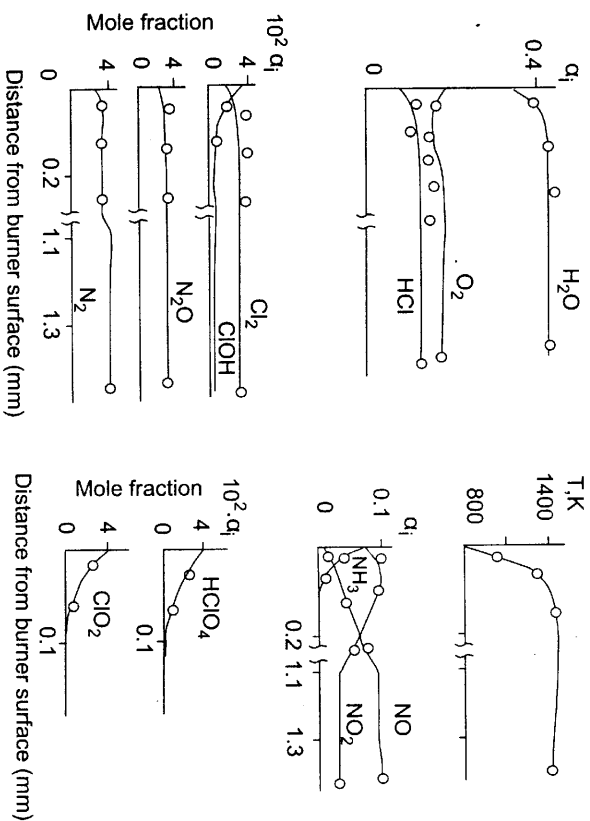 αᵢ
0.4
H₂O
O₂
HCl
0
10² αᵢ
4
Cl₂
ClOH
0
4
N₂O
0
4
N₂
0
Mole fraction
0 0.2 1.1 1.3
Distance from burner surface (mm)
T,K
1400
800
αᵢ
0.1
NH₃
NO
NO₂
0
0.2 1.1 1.3
10².αᵢ
4
HClO₄
0
0.1
4
ClO₂
0
Mole fraction
0.1
Distance from burner surface (mm)